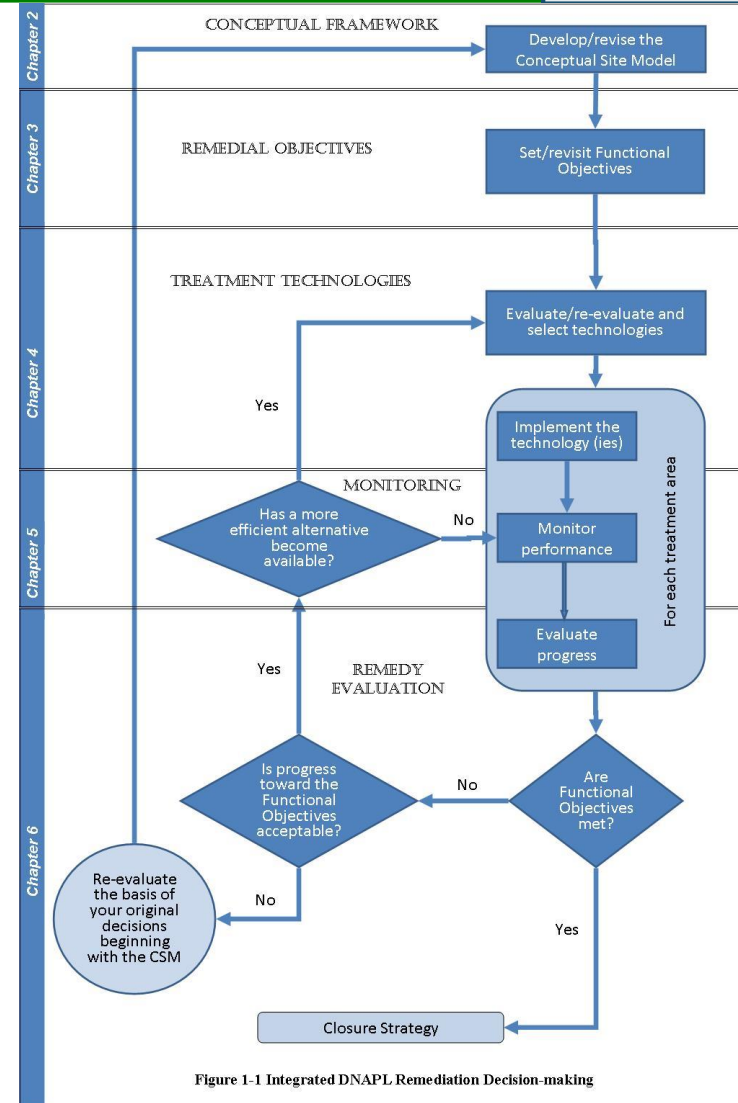 Chapter 2
CONCEPTUAL FRAMEWORK
Develop/revise the
Conceptual Site Model
Chapter 3
REMEDIAL OBJECTIVES
Set/revisit Functional
Objectives
Chapter 4
TREATMENT TECHNOLOGIES
Evaluate/re-evaluate and
select technologies
Yes
Implement the
technology (ies)
For each treatment area
Chapter 5
MONITORING
Has a more
efficient alternative
become
available?
No
Monitor
performance
Evaluate
progress
Chapter 6
Yes
REMEDY
EVALUATION
Is progress
toward the
Functional
Objectives
acceptable?
No
Are
Functional
Objectives
met?
Re-evaluate
the basis of
your original
decisions
beginning
with the CSM
No
Yes
Closure Strategy
Figure 1-1 Integrated DNAPL Remediation Decision-making